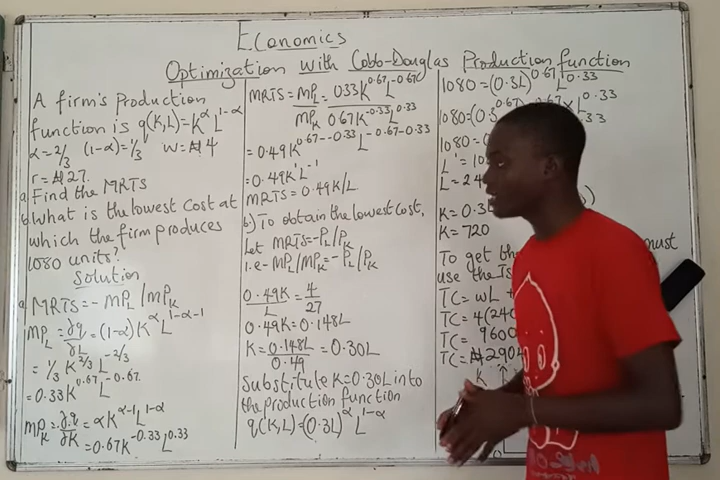 Economics
Optimization with Cobb-Douglas Production function
A firm's production
function is q(K,L)=K^α L^1-α
α=2/3 (1-α)=1/3 w=₦4
r=₦27.
a Find the MRTS
b What is the lowest cost at
which the firm produces
1080 units?
Solution
a MRTS = -MPL/MPK
MPL=∂q/∂L=(1-α)K^α L^1-α-1
=1/3 K^2/3 L^-2/3
=0.33K^0.67 L^-0.67.
MPK=∂q/∂K=αK^α-1 L^1-α
=0.67K^-0.33 L^0.33
MRTS=MPL/MPK=0.33K^0.67 L^-0.67/0.67K^-0.33 L^0.33
=0.49K^0.67--0.33 L^-0.67-0.33
=0.49K^1 L^-1
MRTS=0.49K/L
b) To obtain the lowest cost,
Let MRTS=-PL/PK
i.e-MPL/MPK=-PL/PK
0.49K/L=4/27
0.49K=0.148L
K=0.148L/0.49=0.30L
Substitute K=0.30L into
the production function
q(K,L)=(0.3L)^α L^1-α
1080=(0.3L)^0.67 L^0.33
K=720
To get the must
use the
TC=wL +
TC=4(240
TC= 9600
TC=₦2904
K
0